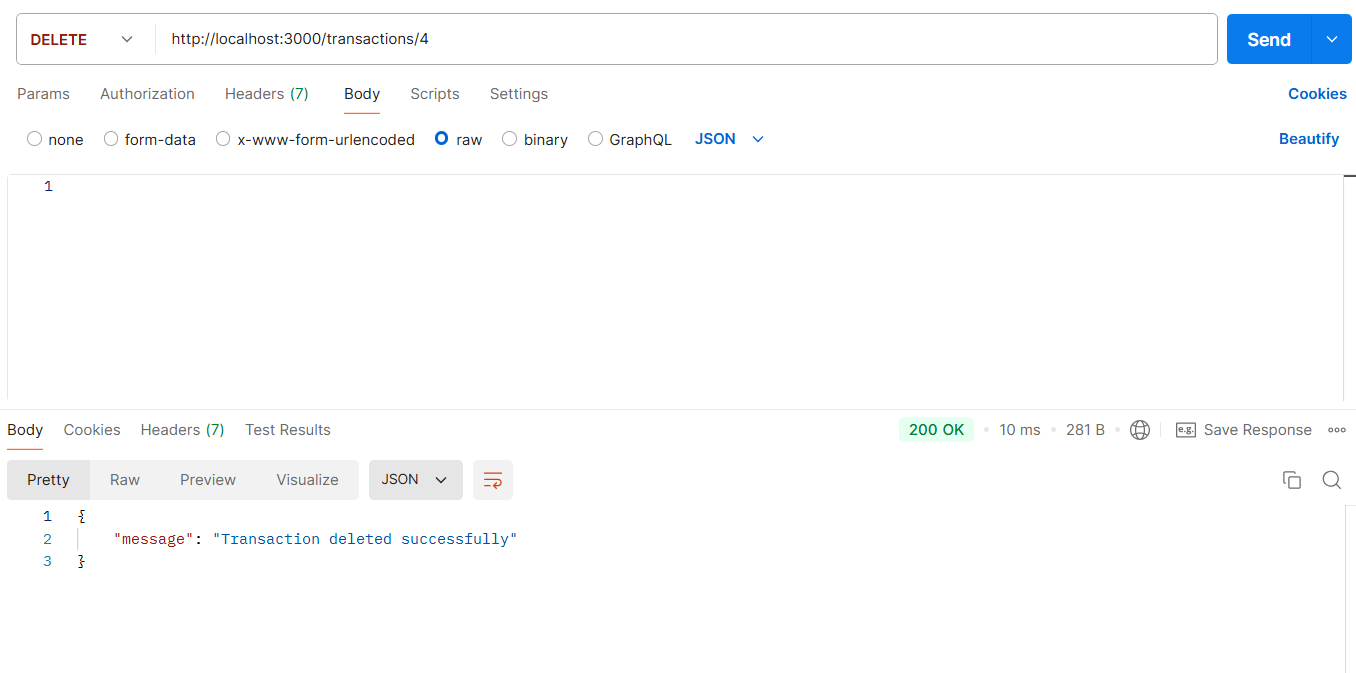 DELETE http://localhost:3000/transactions/4 Send
Params Authorization Headers (7) Body Scripts Settings Cookies
none form-data x-www-form-urlencoded raw binary GraphQL JSON Beautify
1
Body Cookies Headers (7) Test Results 200 OK 10 ms 281 B e.g. Save Response
Pretty Raw Preview Visualize JSON
1 {
2 "message": "Transaction deleted successfully"
3 }